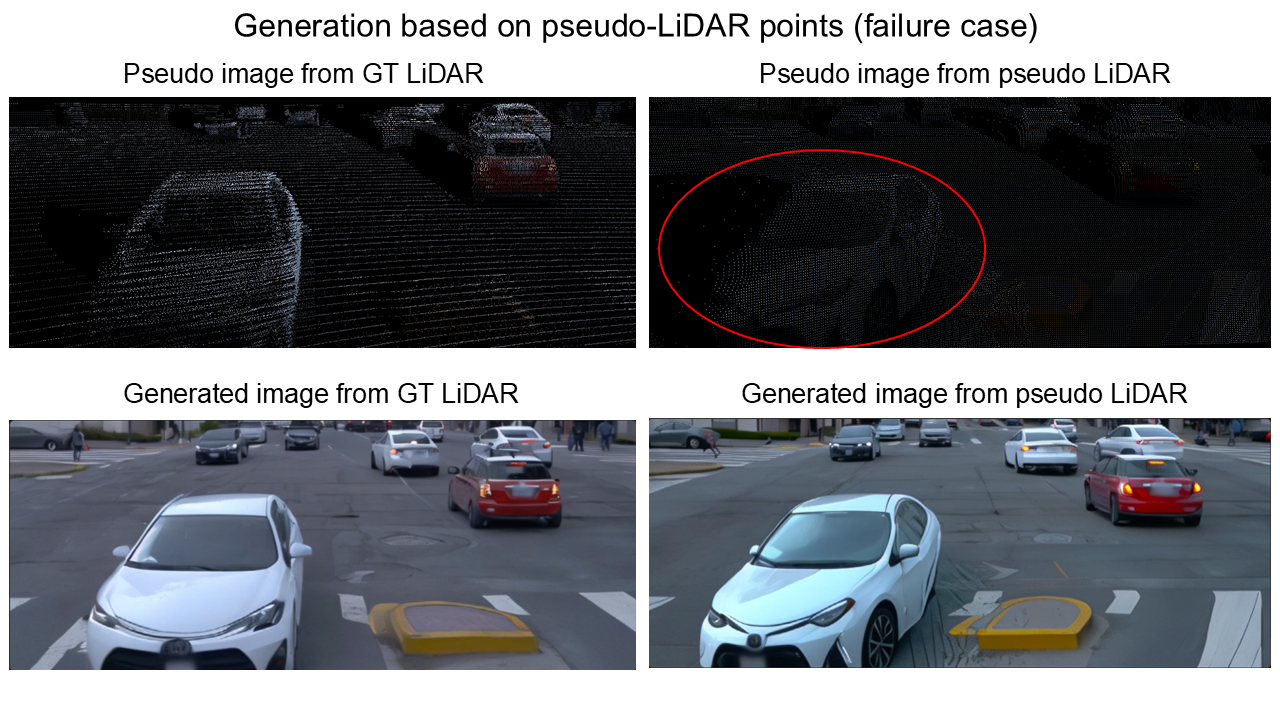 Generation based on pseudo-LiDAR points (failure case)
Pseudo image from GT LiDAR
Pseudo image from pseudo LiDAR
Generated image from GT LiDAR
Generated image from pseudo LiDAR